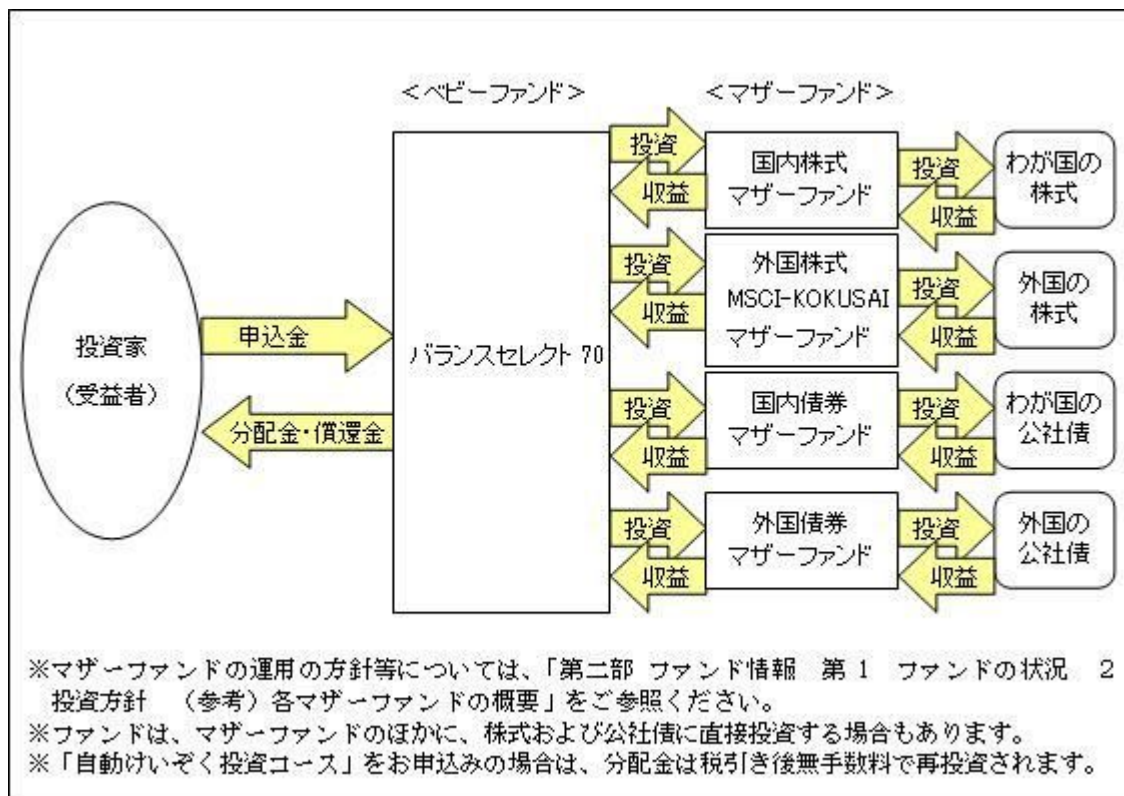 ＜ベビーファンド＞
＜マザーファンド＞
投資家
（受益者）
申込金
分配金・償還金
バランスセレクト 70
投資
収益
国内株式
マザーファンド
投資
収益
わが国の
株式
投資
収益
外国株式
MSCI-KOKUSAI
マザーファンド
投資
収益
外国の
株式
投資
収益
国内債券
マザーファンド
投資
収益
わが国の
公社債
投資
収益
外国債券
マザーファンド
投資
収益
外国の
公社債
※マザーファンドの運用の方針等については、「第二部 ファンド情報 第１ ファンドの状況 ２
投資方針 （参考）各マザーファンドの概要」をご参照ください。
※ファンドは、マザーファンドのほかに、株式および公社債に直接投資する場合もあります。
※「自動けいぞく投資コース」をお申込みの場合は、分配金は税引き後無手数料で再投資されます。